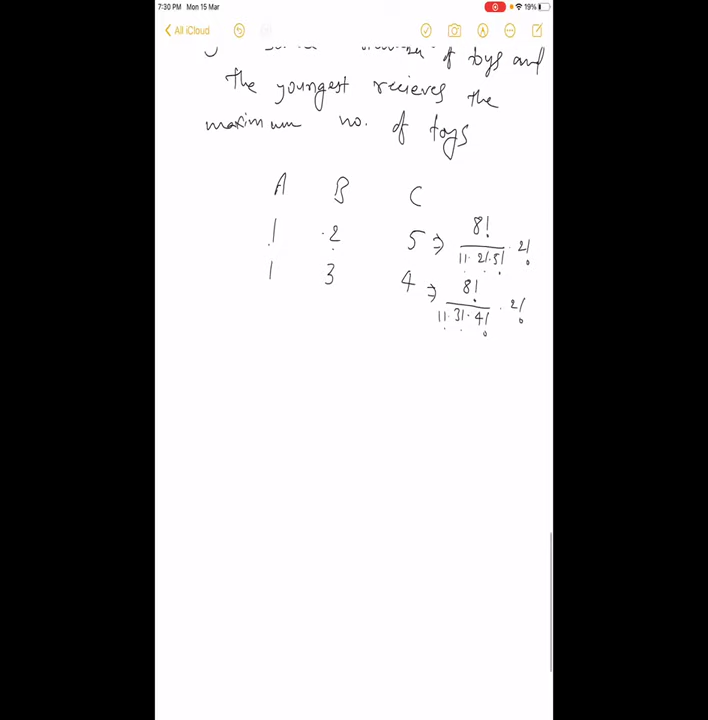 7:30 PM Mon 15 Mar 19%
All iCloud
of toys and
the youngest recieves the
maximum no. of toys
A B C
1 2 5 ⇒ 8!/(1!·2!·5!) · 2!
1 3 4 ⇒ 8!/(1!·3!·4!) · 2!